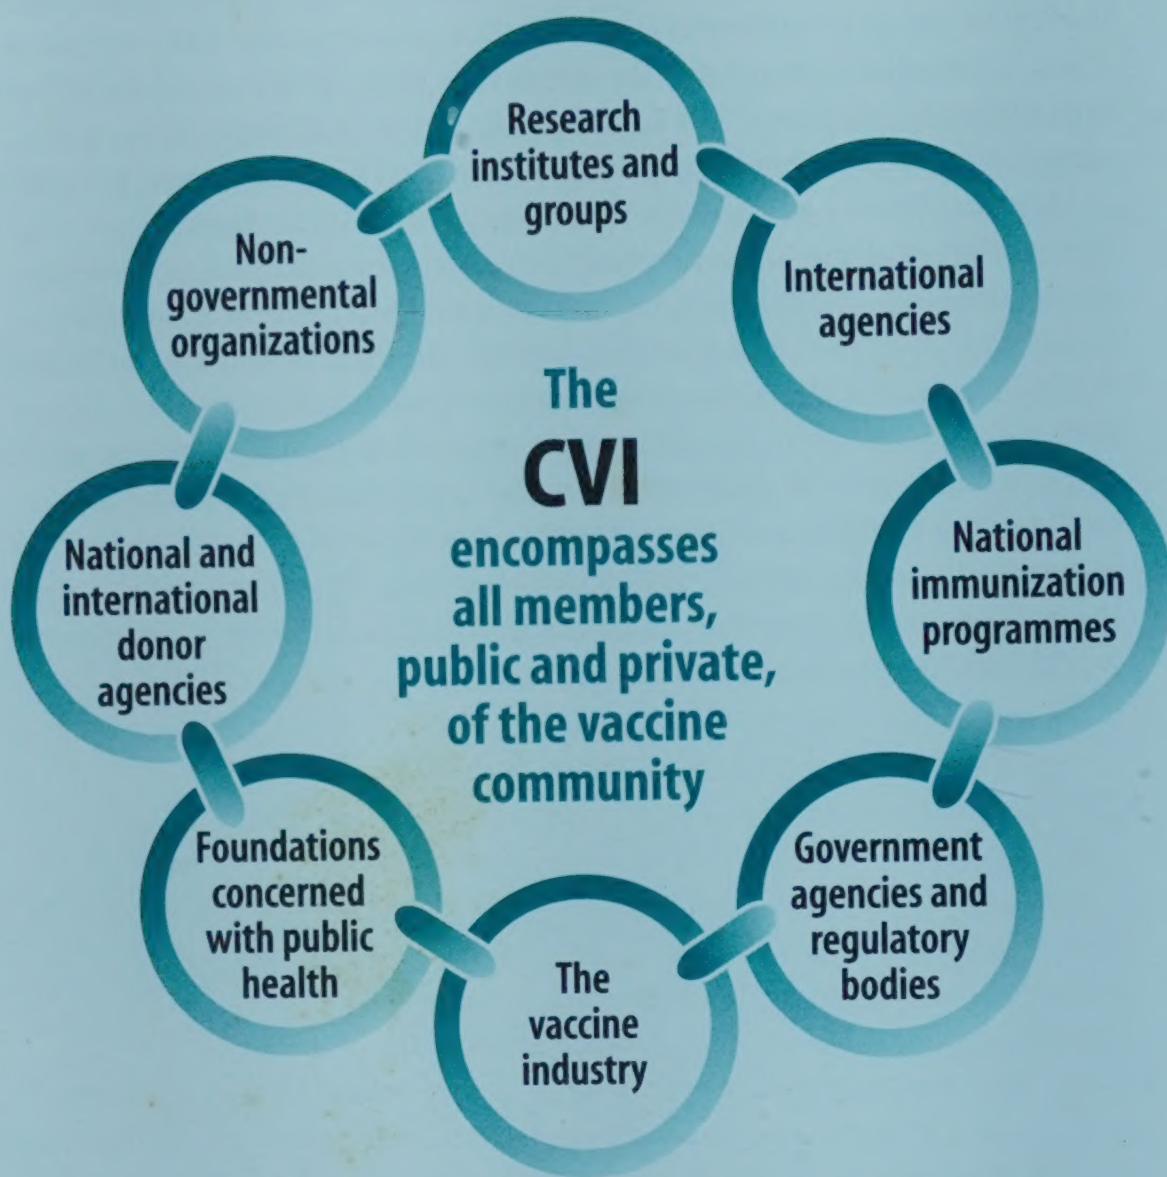 Research
institutes and
groups
International
agencies
National
immunization
programmes
Government
agencies and
regulatory
bodies
The
vaccine
industry
Foundations
concerned
with public
health
National and
international
donor
agencies
Non-
governmental
organizations
The
CVI
encompasses
all members,
public and private,
of the vaccine
community